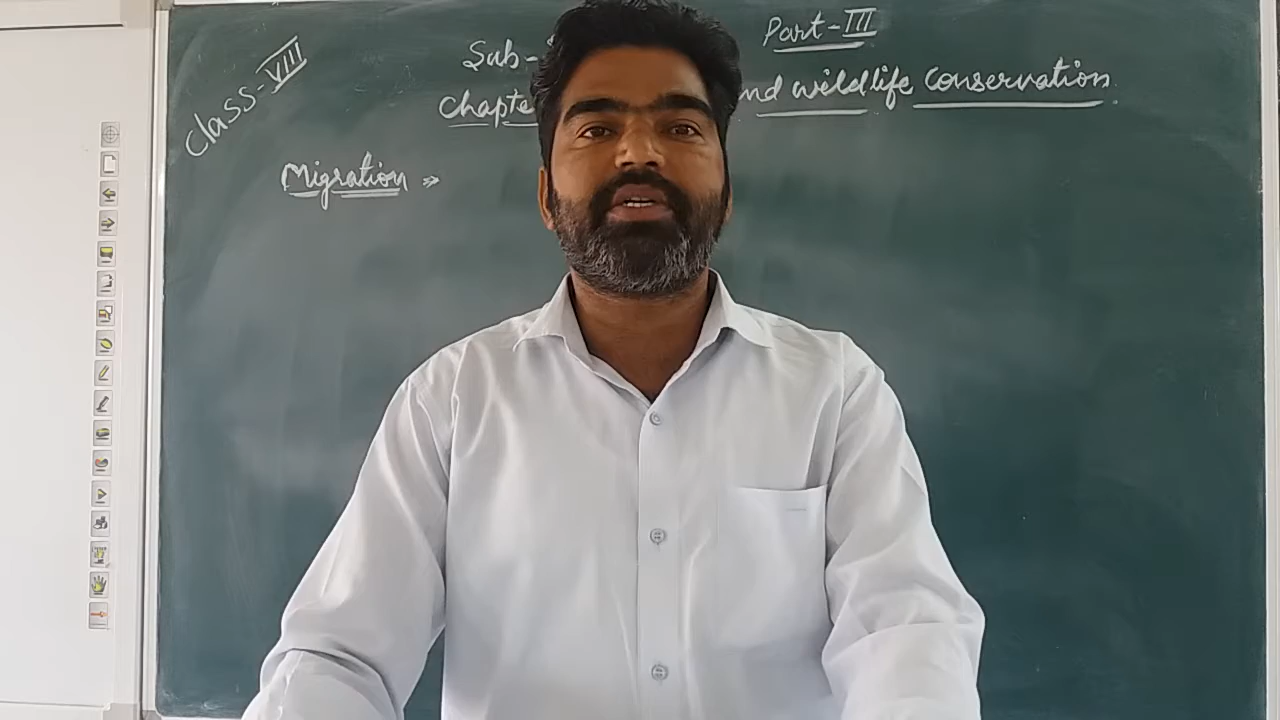 Part-III
Class-VIII
Sub-
Chapte nd wildlife conservation.
Migration ⇒